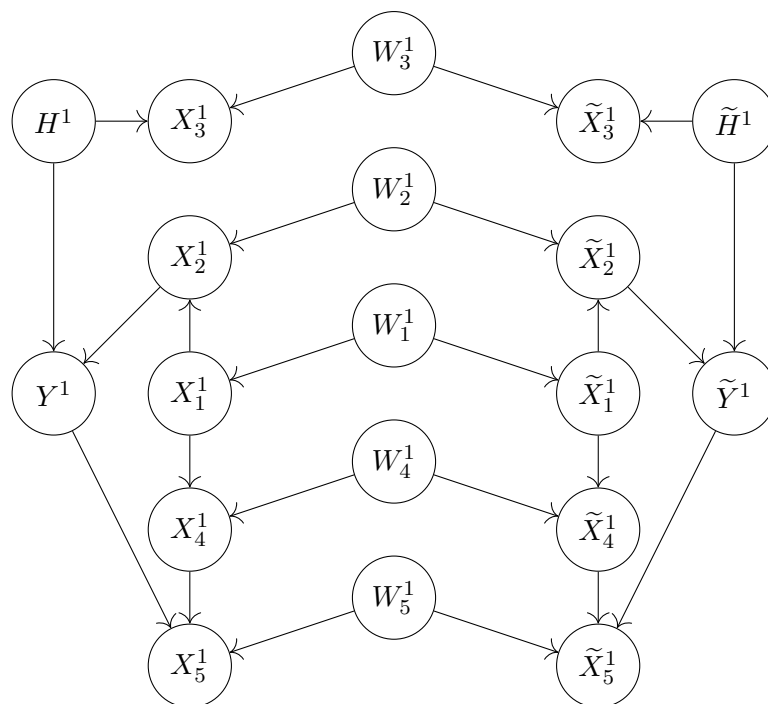 W_3^1
H^1 X_3^1 \widetilde{X}_3^1 \widetilde{H}^1
W_2^1
X_2^1 \widetilde{X}_2^1
W_1^1
Y^1 X_1^1 \widetilde{X}_1^1 \widetilde{Y}^1
W_4^1
X_4^1 \widetilde{X}_4^1
W_5^1
X_5^1 \widetilde{X}_5^1